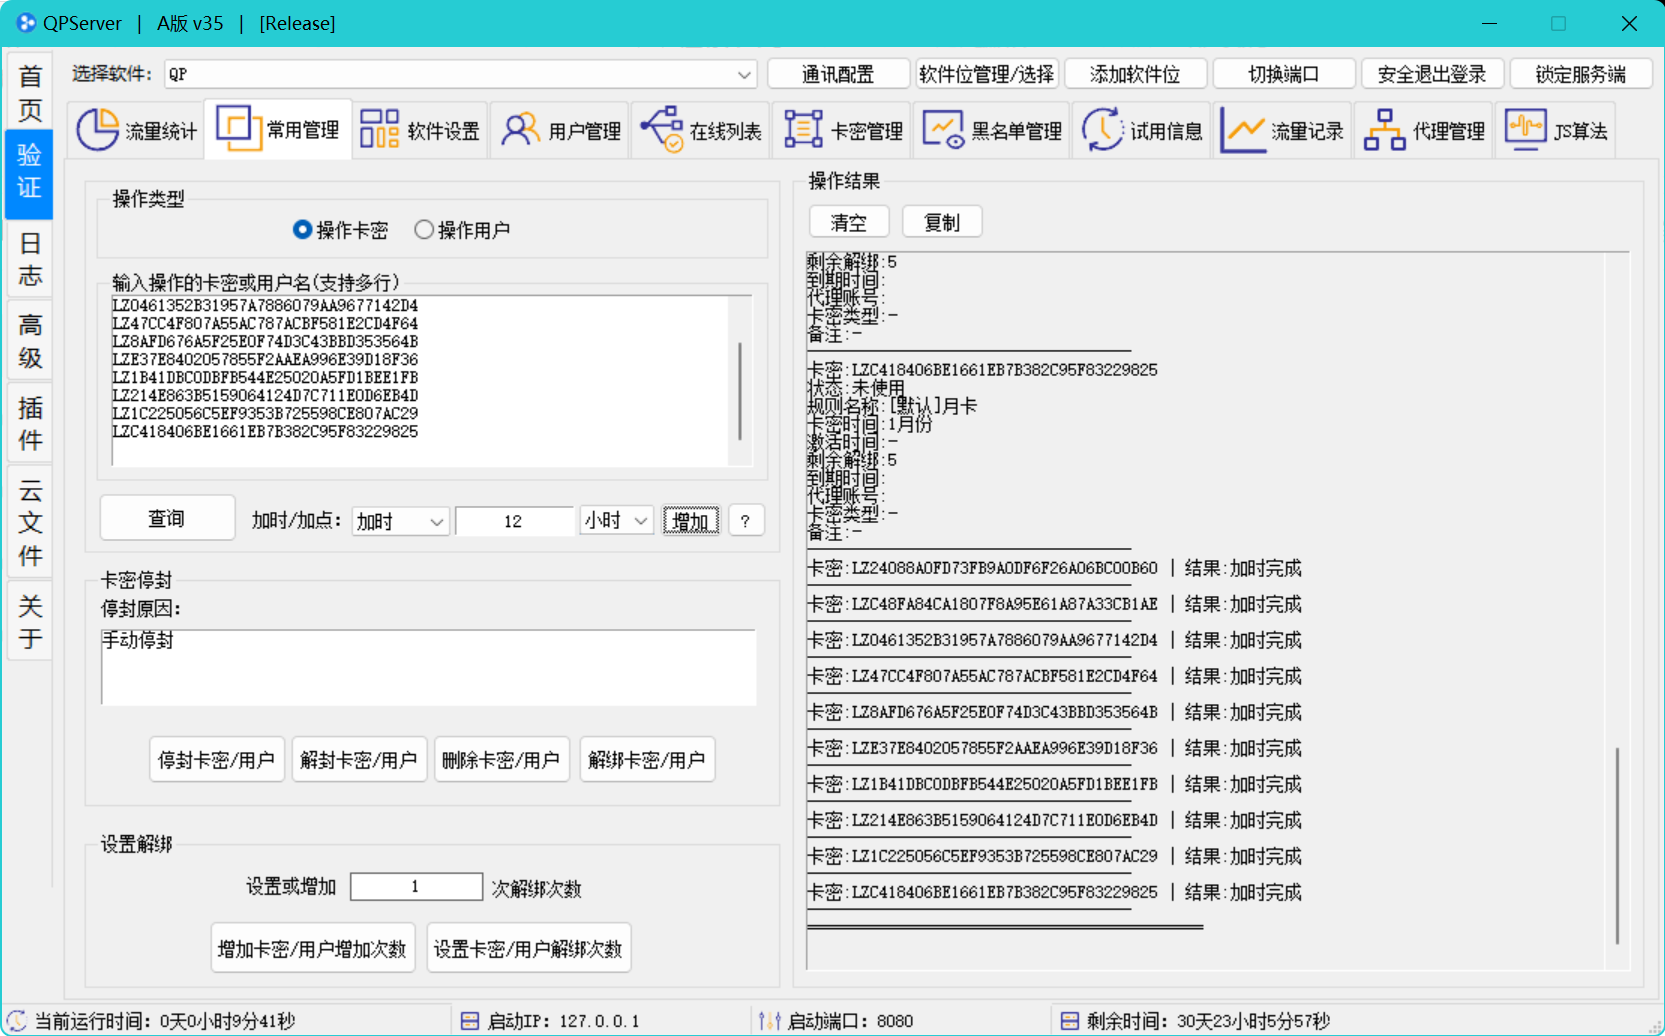 QPServer | A版 v35 | [Release]
选择软件: QP 通讯配置 软件位管理/选择 添加软件位 切换端口 安全退出登录 锁定服务端
首页
验证
日志
高级
插件
云文件
关于
流量统计 常用管理 软件设置 用户管理 在线列表 卡密管理 黑名单管理 试用信息 流量记录 代理管理 JS算法
操作类型
操作卡密 操作用户
输入操作的卡密或用户名(支持多行)
LZ0461352B31957A7886079AA9677142D4
LZ47CC4F807A55AC787ACBF581E2CD4F64
LZ8AFD676A5F25E0F74D3C43BBD353564B
LZE37E8402057855F2AAEA996E39D18F36
LZ1B41DBC0DBFB544E25020A5FD1BEE1FB
LZ214E863B5159064124D7C711E0D6EB4D
LZ1C225056C5EF9353B725598CE807AC29
LZC418406BE1661EB7B382C95F83229825
查询 加时/加点: 加时 12 小时 增加 ?
卡密停封
停封原因:
手动停封
停封卡密/用户 解封卡密/用户 删除卡密/用户 解绑卡密/用户
设置解绑
设置或增加 1 次解绑次数
增加卡密/用户增加次数 设置卡密/用户解绑次数
操作结果
清空 复制
剩余解绑:5
到期时间:
代理账号:
卡密类型:-
备注:-
卡密:LZC418406BE1661EB7B382C95F83229825
状态:未使用
规则名称:[默认]月卡
卡密时间:1月份
激活时间:-
剩余解绑:5
到期时间:
代理账号:
卡密类型:-
备注:-
卡密:LZ24088A0FD73FB9A0DF6F26A06BC00B60 | 结果:加时完成
卡密:LZC48FA84CA1807F8A95E61A87A33CB1AE | 结果:加时完成
卡密:LZ0461352B31957A7886079AA9677142D4 | 结果:加时完成
卡密:LZ47CC4F807A55AC787ACBF581E2CD4F64 | 结果:加时完成
卡密:LZ8AFD676A5F25E0F74D3C43BBD353564B | 结果:加时完成
卡密:LZE37E8402057855F2AAEA996E39D18F36 | 结果:加时完成
卡密:LZ1B41DBC0DBFB544E25020A5FD1BEE1FB | 结果:加时完成
卡密:LZ214E863B5159064124D7C711E0D6EB4D | 结果:加时完成
卡密:LZ1C225056C5EF9353B725598CE807AC29 | 结果:加时完成
卡密:LZC418406BE1661EB7B382C95F83229825 | 结果:加时完成
当前运行时间: 0天0小时9分41秒 启动IP: 127.0.0.1 启动端口: 8080 剩余时间: 30天23小时5分57秒